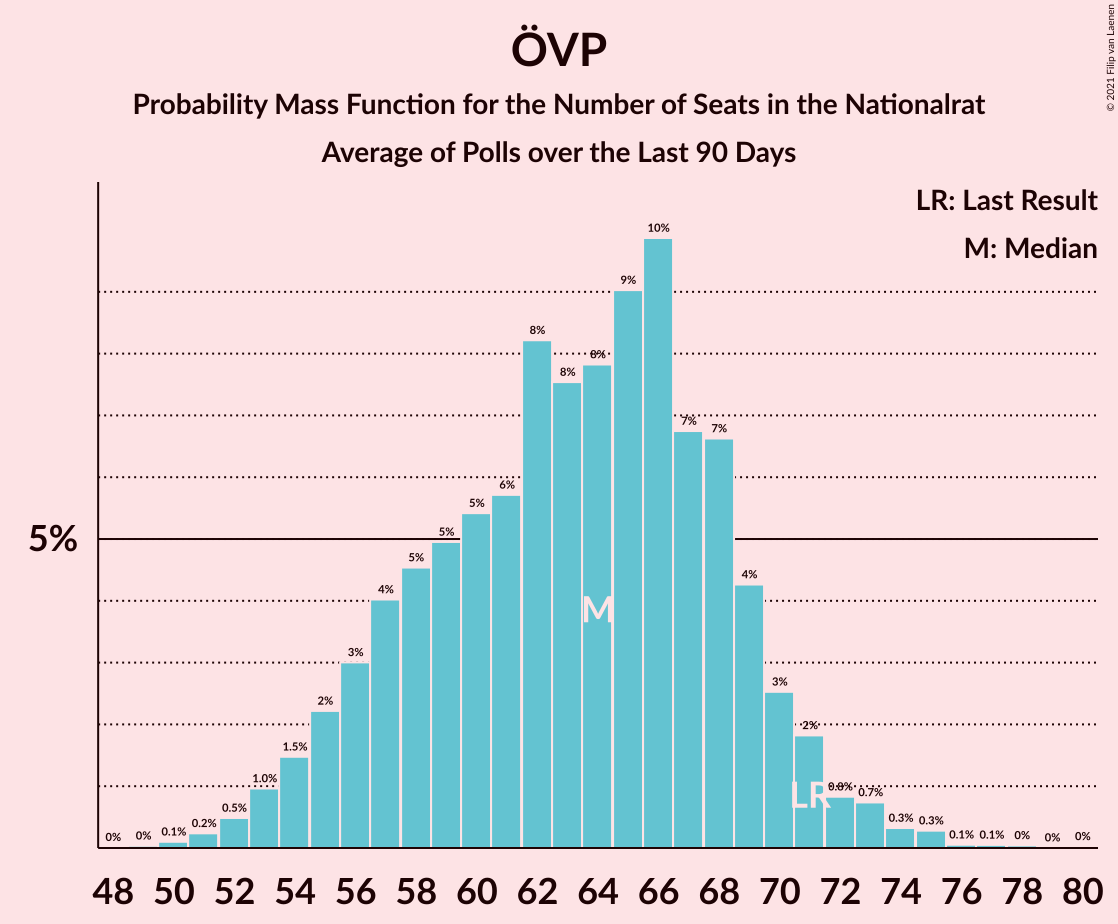 ÖVP
Probability Mass Function for the Number of Seats in the Nationalrat
Average of Polls over the Last 90 Days
© 2021 Filip van Laenen
LR: Last Result
M: Median
5%
0% 0% 0.1% 0.2% 0.5% 1.0% 1.5% 2% 3% 4% 5% 5% 5% 6% 8% 8% 8% 9% 10% 7% 7% 4% 3% 2% 0.8% 0.7% 0.3% 0.3% 0.1% 0.1% 0% 0% 0%
M
LR
48 50 52 54 56 58 60 62 64 66 68 70 72 74 76 78 80